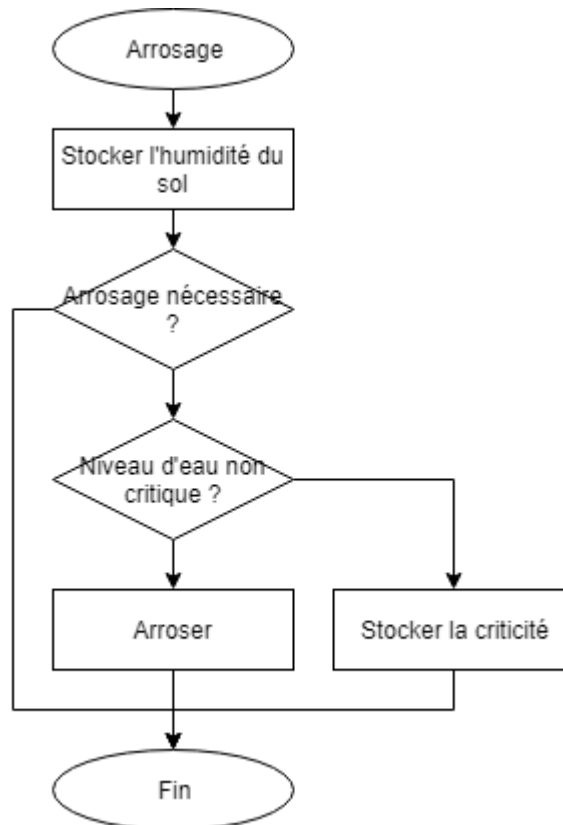 Arrosage
Stocker l'humidité du
sol
Arrosage nécessaire
?
Niveau d'eau non
critique ?
Arroser
Stocker la criticité
Fin